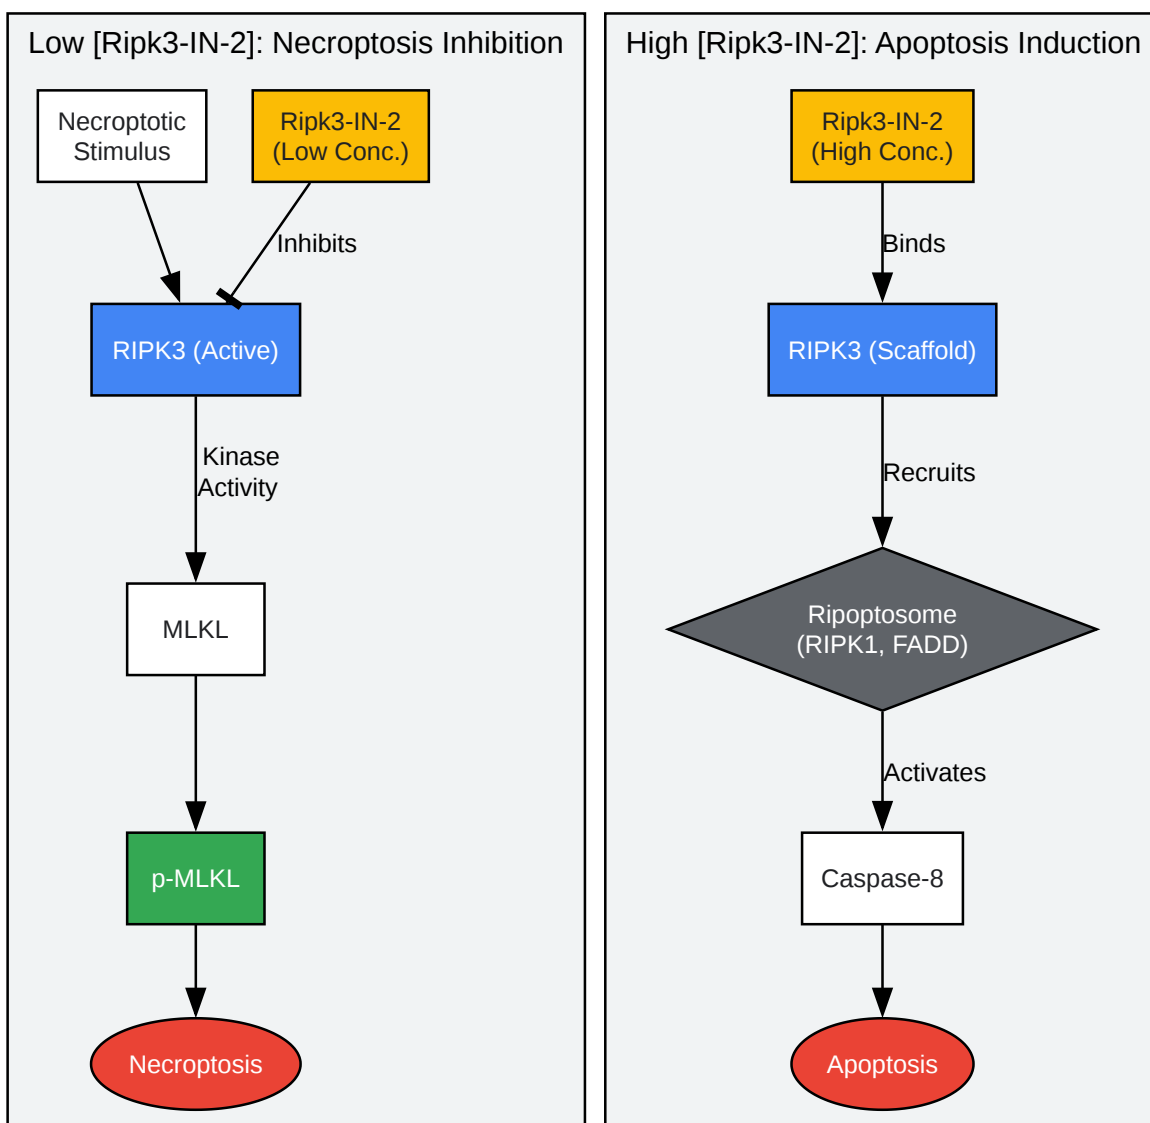 Low [Ripk3-IN-2]: Necroptosis Inhibition
Necroptotic
Stimulus
Ripk3-IN-2
(Low Conc.)
Inhibits
RIPK3 (Active)
Kinase
Activity
MLKL
p-MLKL
Necroptosis
High [Ripk3-IN-2]: Apoptosis Induction
Ripk3-IN-2
(High Conc.)
Binds
RIPK3 (Scaffold)
Recruits
Ripoptosome
(RIPK1, FADD)
Activates
Caspase-8
Apoptosis